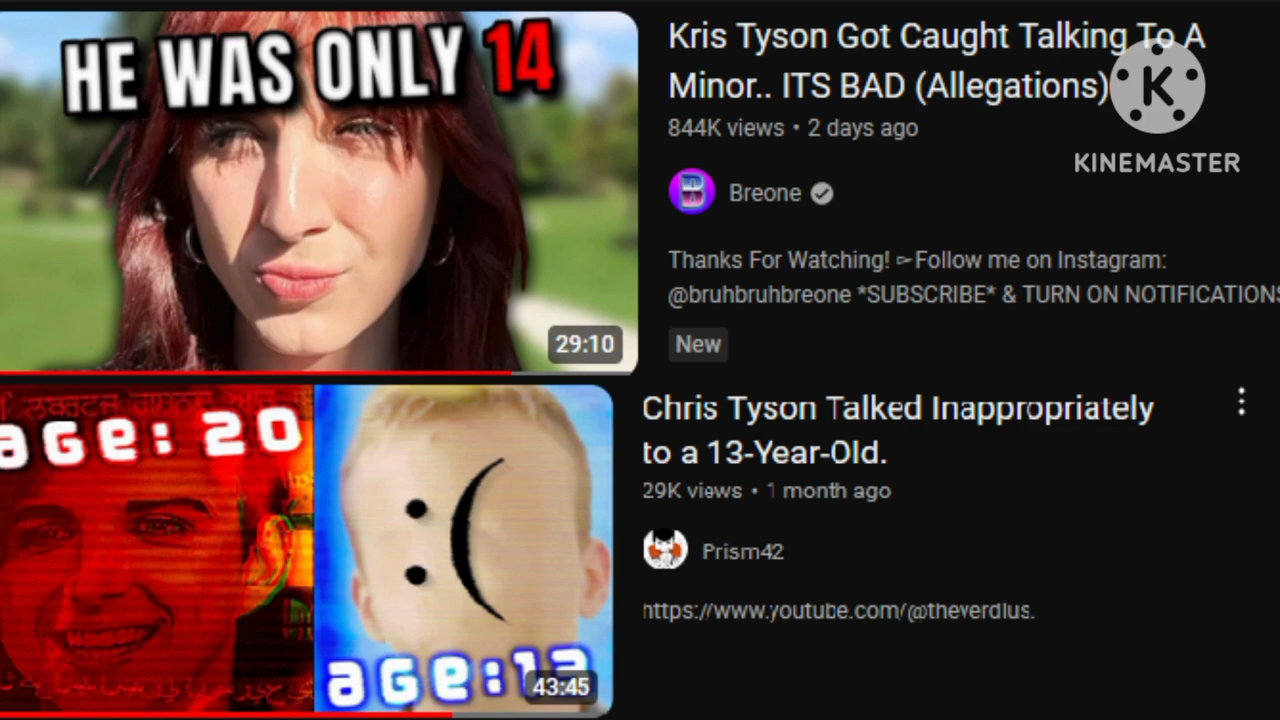 HE WAS ONLY 14
29:10
Kris Tyson Got Caught Talking To A
Minor.. ITS BAD (Allegations)
844K views • 2 days ago
Breone
Thanks For Watching! ➢Follow me on Instagram:
@bruhbruhbreone *SUBSCRIBE* & TURN ON NOTIFICATIONS
New
K
KINEMASTER
age: 20
age:13
43:45
Chris Tyson Talked Inappropriately
to a 13-Year-Old.
29K views • 1 month ago
Prism42
https://www.youtube.com/@theverdius.